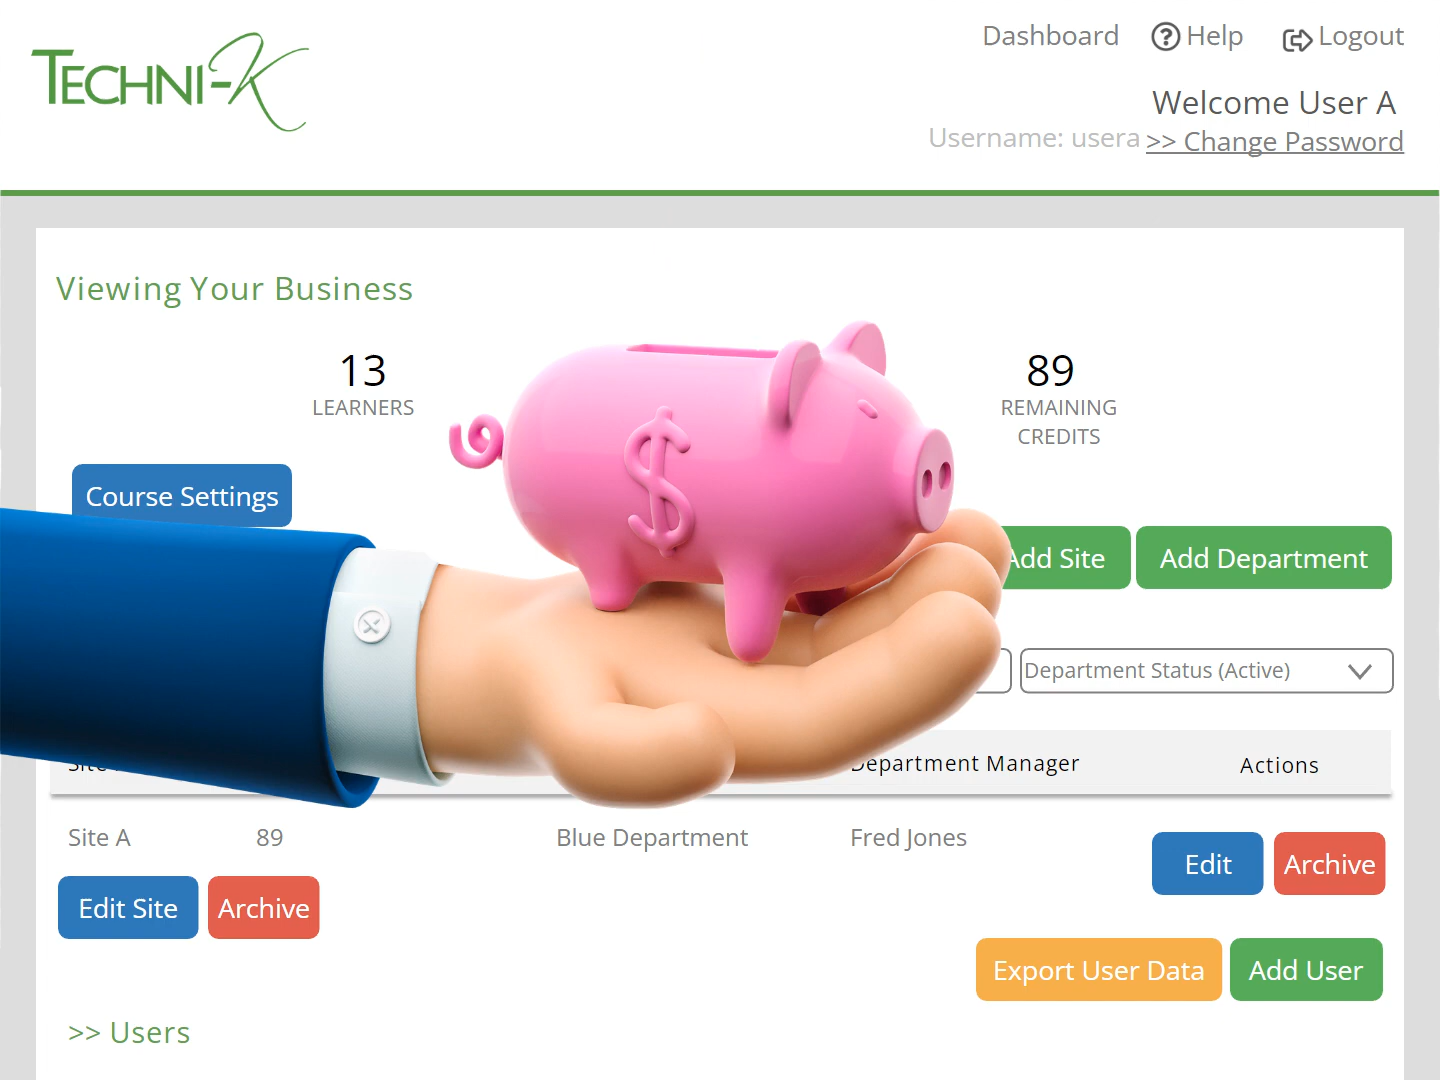 TECHNI-K
Dashboard Help Logout
Welcome User A
Username: usera >> Change Password
Viewing Your Business
13
LEARNERS
89
REMAINING
CREDITS
Course Settings
Add Site
Add Department
Department Status (Active)
Department Manager Actions
Site A 89 Blue Department Fred Jones
Edit Archive
Edit Site Archive
Export User Data Add User
>> Users